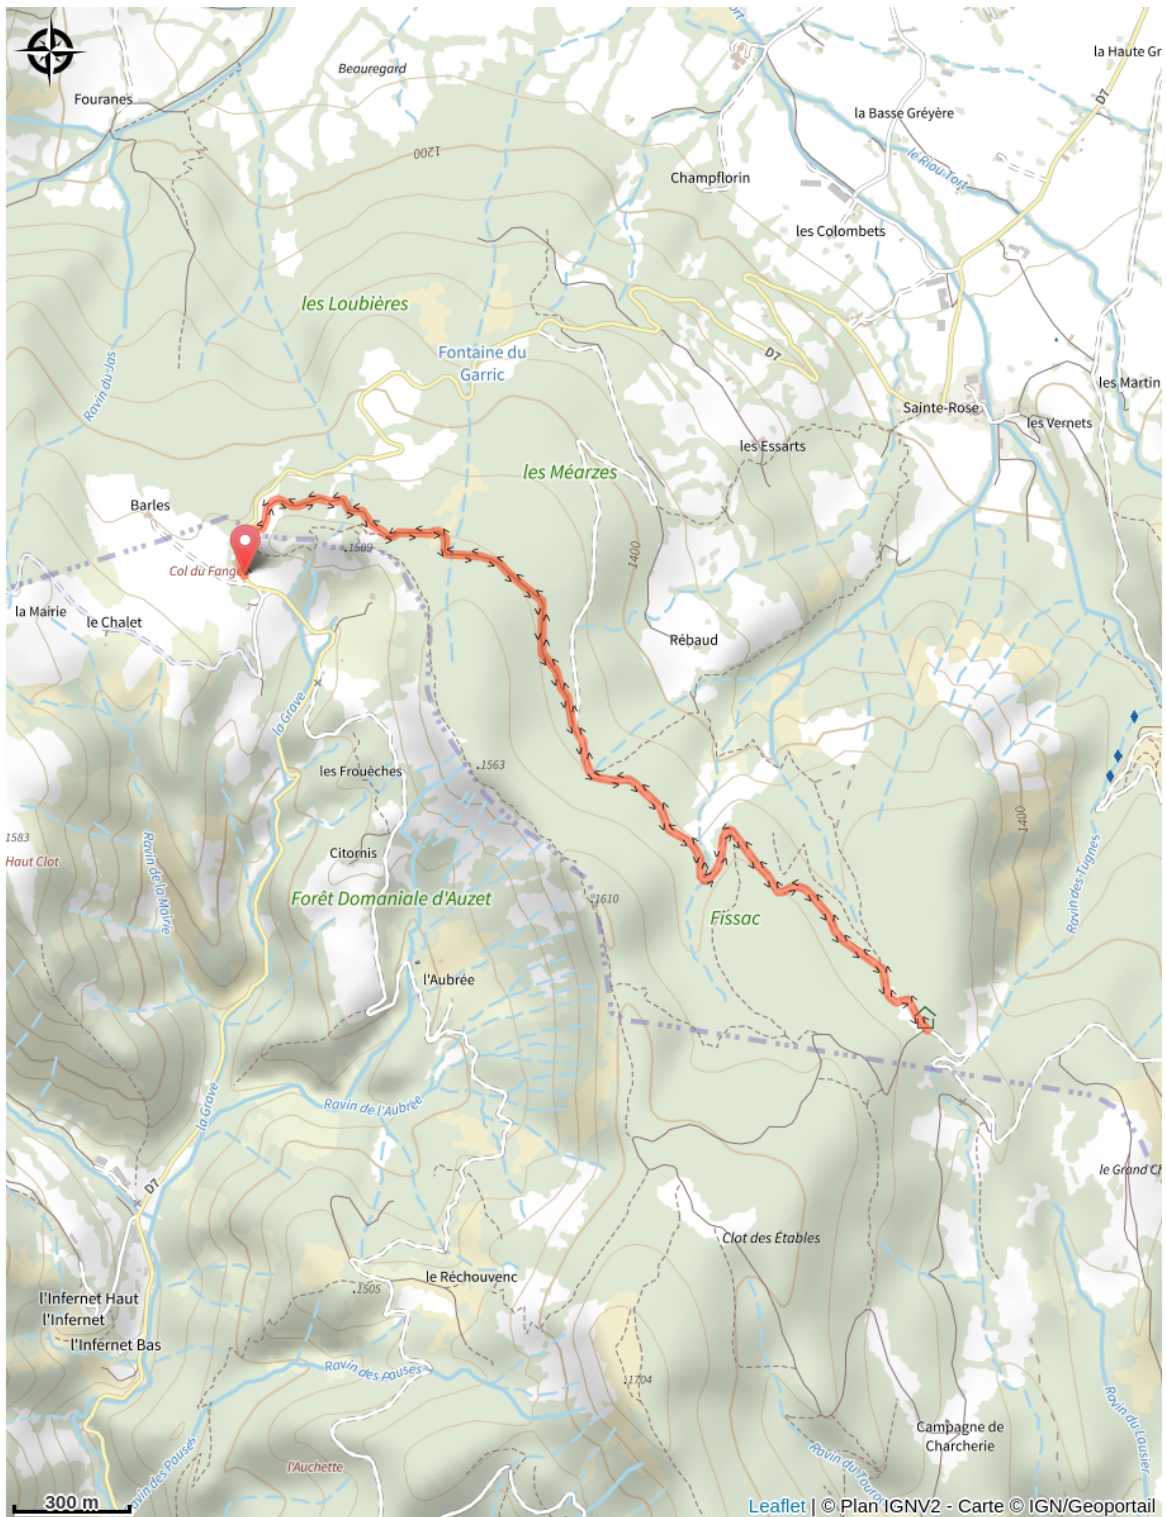 ort
la Haute Gr
Beauregard
Fouranes
D7
la Basse Gréyère
1200
le Riou Tort
Champflorin
les Colombets
les Loubières
Fontaine du
Garric
D7
Ravin du Jas
les Martin
Sainte-Rose
les Vernets
les Essarts
les Méarzes
Barles
1400
.1509
Col du Fange
la Mairie
le Chalet
Rébaud
la Grave
.1563
les Frouèches
1400
1583
Haut Clot
Ravin de la Mairie
Citornis
Forêt Domaniale d'Auzet
.1610
Fissac
Ravin des Tugnes
l'Aubrée
la Grave
Ravin de l'Aubrée
D7
le Grand Ch
Clot des Étables
le Réchouvenc
.1505
l'Infernet Haut
l'Infernet
l'Infernet Bas
Ravin des pauses
.1704
Campagne de
Charcherie
Ravin du Lausier
l'Auchette
avin des Pauses
Ravin du Touron
300 m
Leaflet | © Plan IGNV2 - Carte © IGN/Geoportail